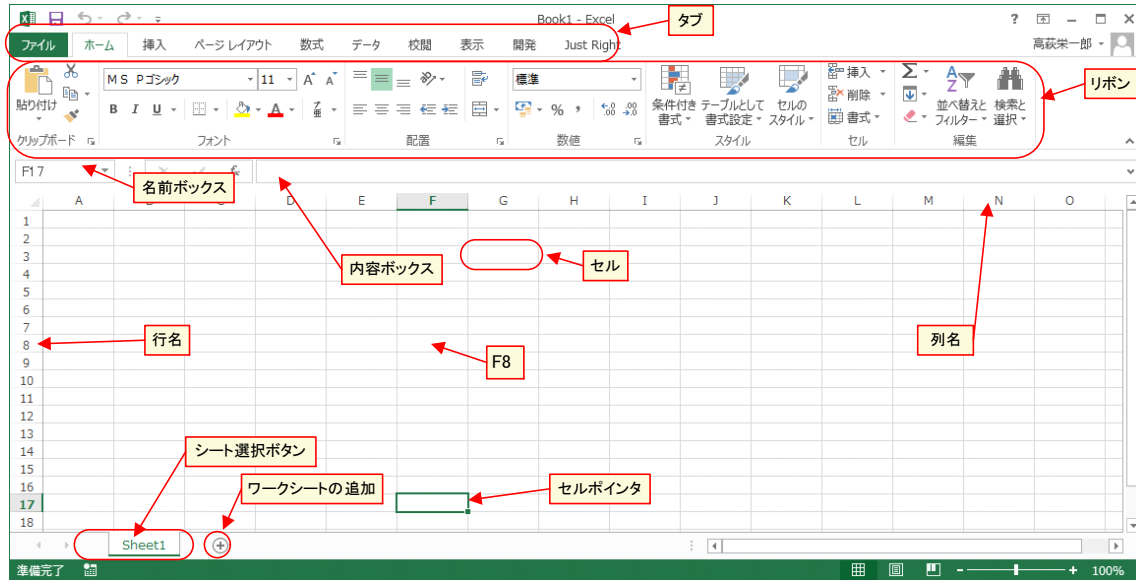 Book1 - Excel
タブ
ファイル ホーム 挿入 ページ レイアウト 数式 データ 校閲 表示 開発 Just Right 高萩栄一郎
リボン
貼り付け
ＭＳ Ｐゴシック 11 A A
B I U A
標準
% ,
条件付き書式
テーブルとして書式設定
セルのスタイル
挿入
削除
書式
Σ
並べ替えとフィルター
検索と選択
クリップボード フォント 配置 数値 スタイル セル 編集
F17
名前ボックス
内容ボックス
A D E F G H I J K L M N O
1
2
3
4
5
6
7
8
9
10
11
12
13
14
15
16
17
18
セル
行名
F8
列名
シート選択ボタン
ワークシートの追加
セルポインタ
Sheet1
準備完了 100%